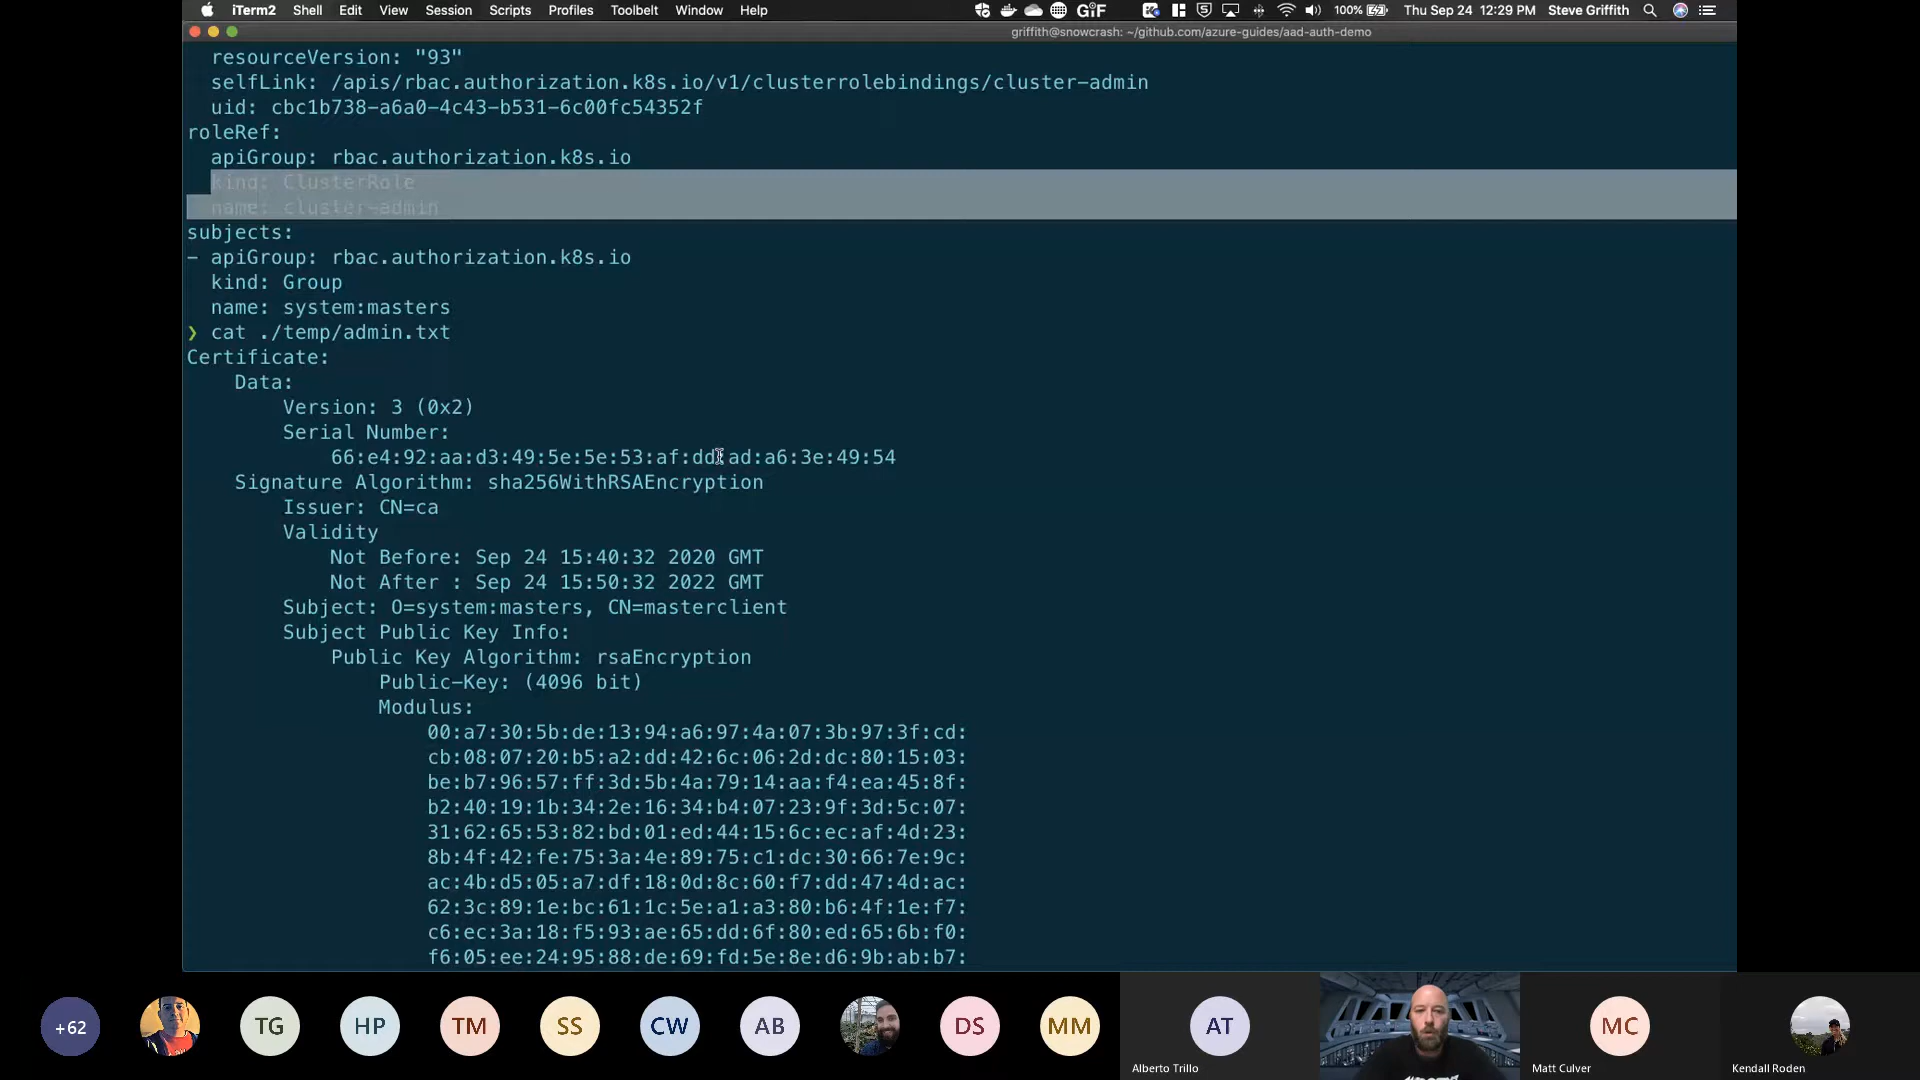 iTerm2 Shell Edit View Session Scripts Profiles Toolbelt Window Help GIF 5 100% Thu Sep 24 12:29 PM Steve Griffith
griffith@snowcrash: ~/github.com/azure-guides/aad-auth-demo
resourceVersion: "93"
selfLink: /apis/rbac.authorization.k8s.io/v1/clusterrolebindings/cluster-admin
uid: cbc1b738-a6a0-4c43-b531-6c00fc54352f
roleRef:
apiGroup: rbac.authorization.k8s.io
kind: ClusterRole
name: cluster-admin
subjects:
- apiGroup: rbac.authorization.k8s.io
kind: Group
name: system:masters
❯ cat ./temp/admin.txt
Certificate:
Data:
Version: 3 (0x2)
Serial Number:
66:e4:92:aa:d3:49:5e:5e:53:af:dd:ad:a6:3e:49:54
Signature Algorithm: sha256WithRSAEncryption
Issuer: CN=ca
Validity
Not Before: Sep 24 15:40:32 2020 GMT
Not After : Sep 24 15:50:32 2022 GMT
Subject: O=system:masters, CN=masterclient
Subject Public Key Info:
Public Key Algorithm: rsaEncryption
Public-Key: (4096 bit)
Modulus:
00:a7:30:5b:de:13:94:a6:97:4a:07:3b:97:3f:cd:
cb:08:07:20:b5:a2:dd:42:6c:06:2d:dc:80:15:03:
be:b7:96:57:ff:3d:5b:4a:79:14:aa:f4:ea:45:8f:
b2:40:19:1b:34:2e:16:34:b4:07:23:9f:3d:5c:07:
31:62:65:53:82:bd:01:ed:44:15:6c:ec:af:4d:23:
8b:4f:42:fe:75:3a:4e:89:75:c1:dc:30:66:7e:9c:
ac:4b:d5:05:a7:df:18:0d:8c:60:f7:dd:47:4d:ac:
62:3c:89:1e:bc:61:1c:5e:a1:a3:80:b6:4f:1e:f7:
c6:ec:3a:18:f5:93:ae:65:dd:6f:80:ed:65:6b:f0:
f6:05:ee:24:95:88:de:69:fd:5e:8e:d6:9b:ab:b7:
+62 TG HP TM SS CW AB DS MM AT MC
Alberto Trillo Matt Culver Kendall Roden